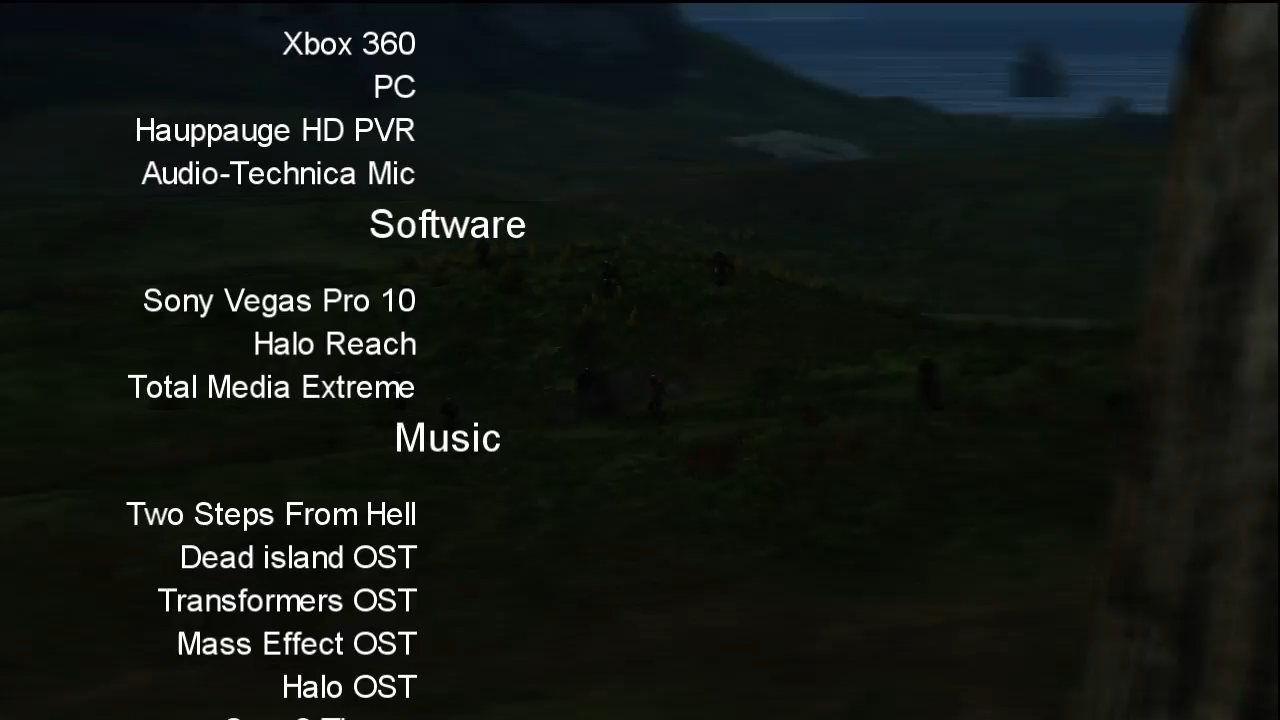 Xbox 360
PC
Hauppauge HD PVR
Audio-Technica Mic
Software
Sony Vegas Pro 10
Halo Reach
Total Media Extreme
Music
Two Steps From Hell
Dead island OST
Transformers OST
Mass Effect OST
Halo OST